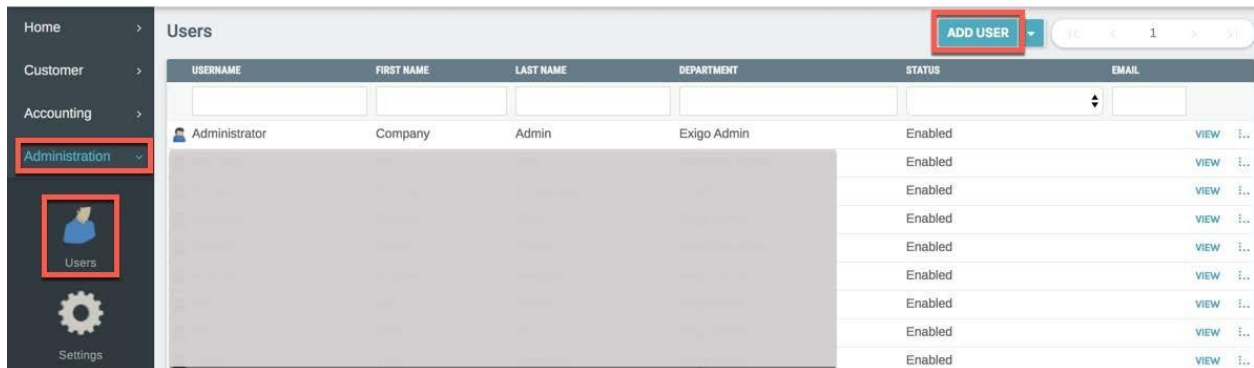 Home
Customer
Accounting
Administration
Users
Settings
Users
ADD USER
1
USERNAME FIRST NAME LAST NAME DEPARTMENT STATUS EMAIL
Administrator Company Admin Exigo Admin Enabled VIEW
Enabled VIEW
Enabled VIEW
Enabled VIEW
Enabled VIEW
Enabled VIEW
Enabled VIEW
Enabled VIEW
Enabled VIEW